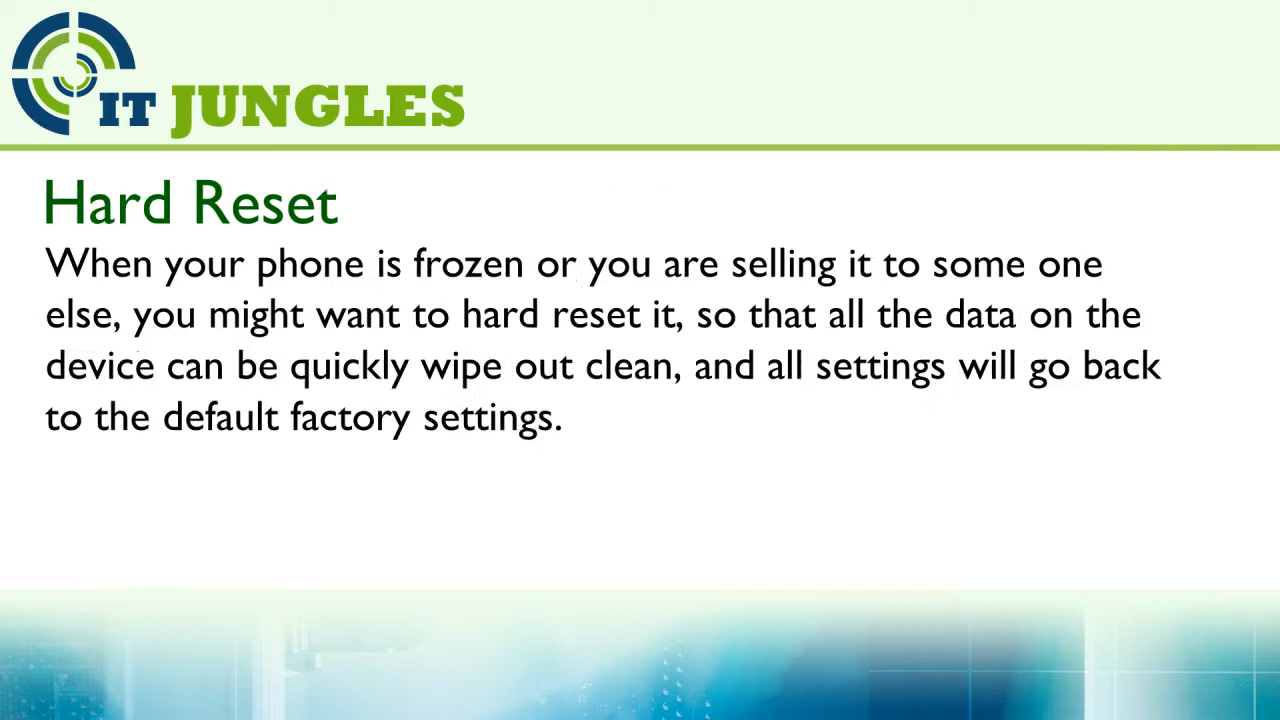 IT JUNGLES
Hard Reset
When your phone is frozen or you are selling it to some one
else, you might want to hard reset it, so that all the data on the
device can be quickly wipe out clean, and all settings will go back
to the default factory settings.